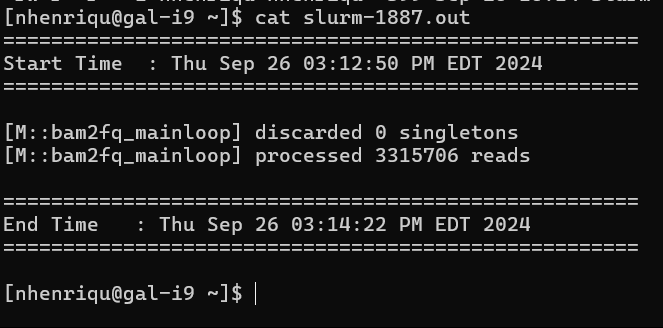 [nhenriqu@gal-i9 ~]$ cat slurm-1887.out
=====================================================
Start Time  : Thu Sep 26 03:12:50 PM EDT 2024
=====================================================
[M::bam2fq_mainloop] discarded 0 singletons
[M::bam2fq_mainloop] processed 3315706 reads
=====================================================
End Time   : Thu Sep 26 03:14:22 PM EDT 2024
=====================================================
[nhenriqu@gal-i9 ~]$